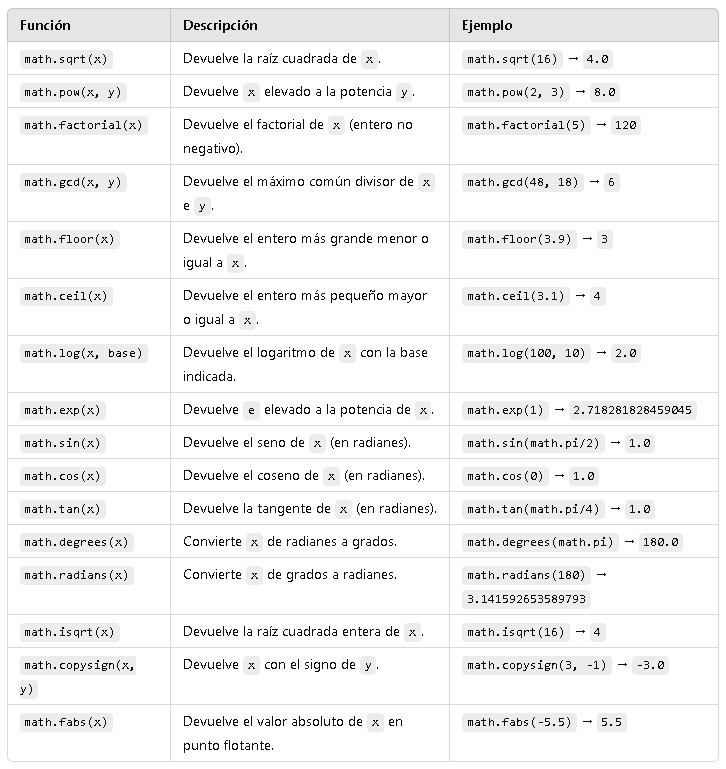 Función Descripción Ejemplo
math.sqrt(x) Devuelve la raíz cuadrada de x. math.sqrt(16) → 4.0
math.pow(x, y) Devuelve x elevado a la potencia y. math.pow(2, 3) → 8.0
math.factorial(x) Devuelve el factorial de x (entero no math.factorial(5) → 120
negativo).
math.gcd(x, y) Devuelve el máximo común divisor de x math.gcd(48, 18) → 6
e y.
math.floor(x) Devuelve el entero más grande menor o math.floor(3.9) → 3
igual a x.
math.ceil(x) Devuelve el entero más pequeño mayor math.ceil(3.1) → 4
o igual a x.
math.log(x, base) Devuelve el logaritmo de x con la base math.log(100, 10) → 2.0
indicada.
math.exp(x) Devuelve e elevado a la potencia de x. math.exp(1) → 2.718281828459045
math.sin(x) Devuelve el seno de x (en radianes). math.sin(math.pi/2) → 1.0
math.cos(x) Devuelve el coseno de x (en radianes). math.cos(0) → 1.0
math.tan(x) Devuelve la tangente de x (en radianes). math.tan(math.pi/4) → 1.0
math.degrees(x) Convierte x de radianes a grados. math.degrees(math.pi) → 180.0
math.radians(x) Convierte x de grados a radianes. math.radians(180) →
3.141592653589793
math.isqrt(x) Devuelve la raíz cuadrada entera de x. math.isqrt(16) → 4
math.copysign(x, Devuelve x con el signo de y. math.copysign(3, -1) → -3.0
y)
math.fabs(x) Devuelve el valor absoluto de x en math.fabs(-5.5) → 5.5
punto flotante.